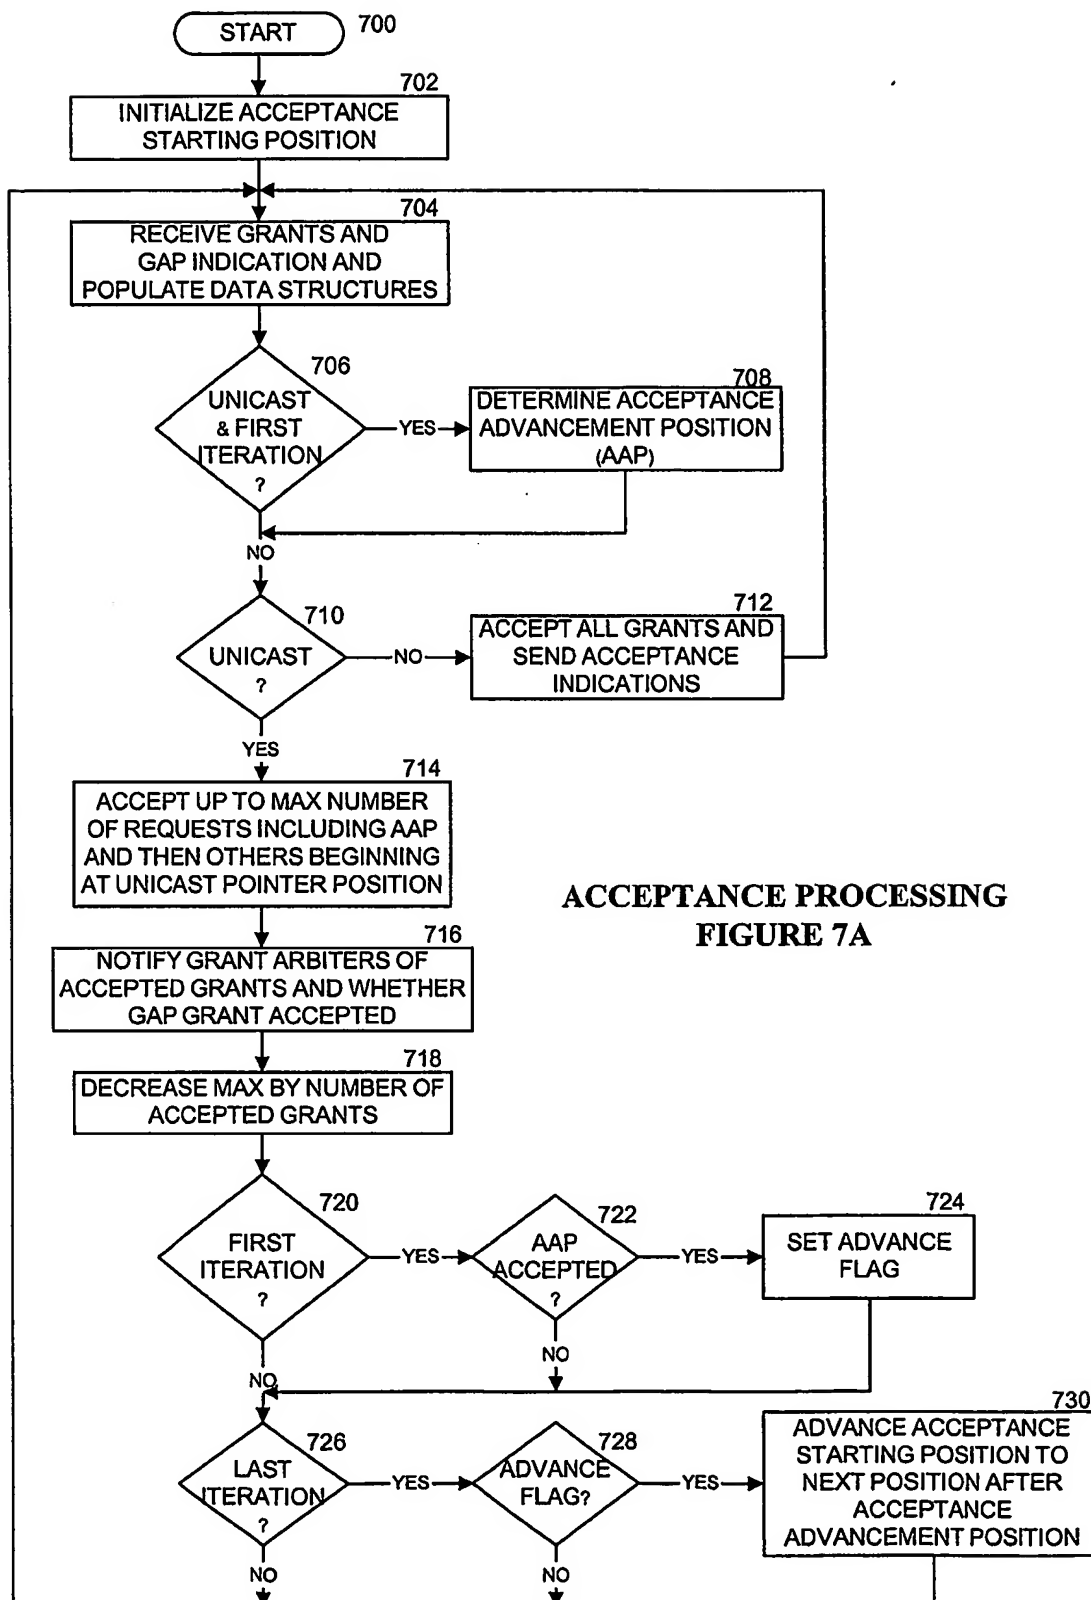 START
700
702
INITIALIZE ACCEPTANCE
STARTING POSITION
704
RECEIVE GRANTS AND
GAP INDICATION AND
POPULATE DATA STRUCTURES
706
UNICAST
& FIRST
ITERATION
?
YES
708
DETERMINE ACCEPTANCE
ADVANCEMENT POSITION
(AAP)
NO
710
UNICAST
?
NO
712
ACCEPT ALL GRANTS AND
SEND ACCEPTANCE
INDICATIONS
YES
714
ACCEPT UP TO MAX NUMBER
OF REQUESTS INCLUDING AAP
AND THEN OTHERS BEGINNING
AT UNICAST POINTER POSITION
ACCEPTANCE PROCESSING
FIGURE 7A
716
NOTIFY GRANT ARBITERS OF
ACCEPTED GRANTS AND WHETHER
GAP GRANT ACCEPTED
718
DECREASE MAX BY NUMBER OF
ACCEPTED GRANTS
720
FIRST
ITERATION
?
YES
722
AAP
ACCEPTED
?
YES
724
SET ADVANCE
FLAG
NO
NO
726
LAST
ITERATION
?
YES
728
ADVANCE
FLAG?
YES
730
ADVANCE ACCEPTANCE
STARTING POSITION TO
NEXT POSITION AFTER
ACCEPTANCE
ADVANCEMENT POSITION
NO
NO